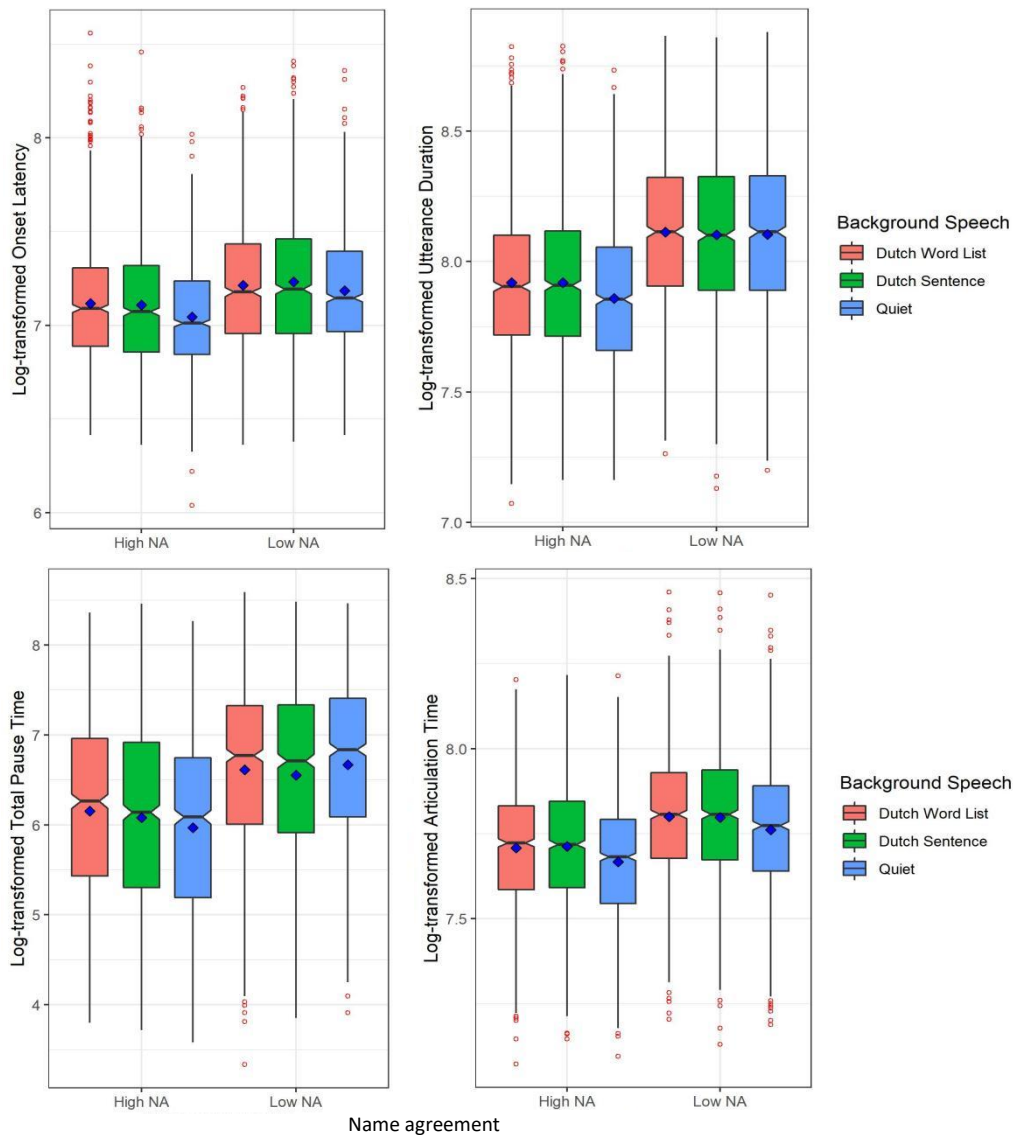 Log-transformed Onset Latency
8
7
6
High NA
Low NA
Log-transformed Utterance Duration
8.5
8.0
7.5
7.0
High NA
Low NA
Background Speech
Dutch Word List
Dutch Sentence
Quiet
Log-transformed Total Pause Time
8
7
6
5
4
High NA
Low NA
Log-transformed Articulation Time
8.5
8.0
7.5
High NA
Low NA
Background Speech
Dutch Word List
Dutch Sentence
Quiet
Name agreement